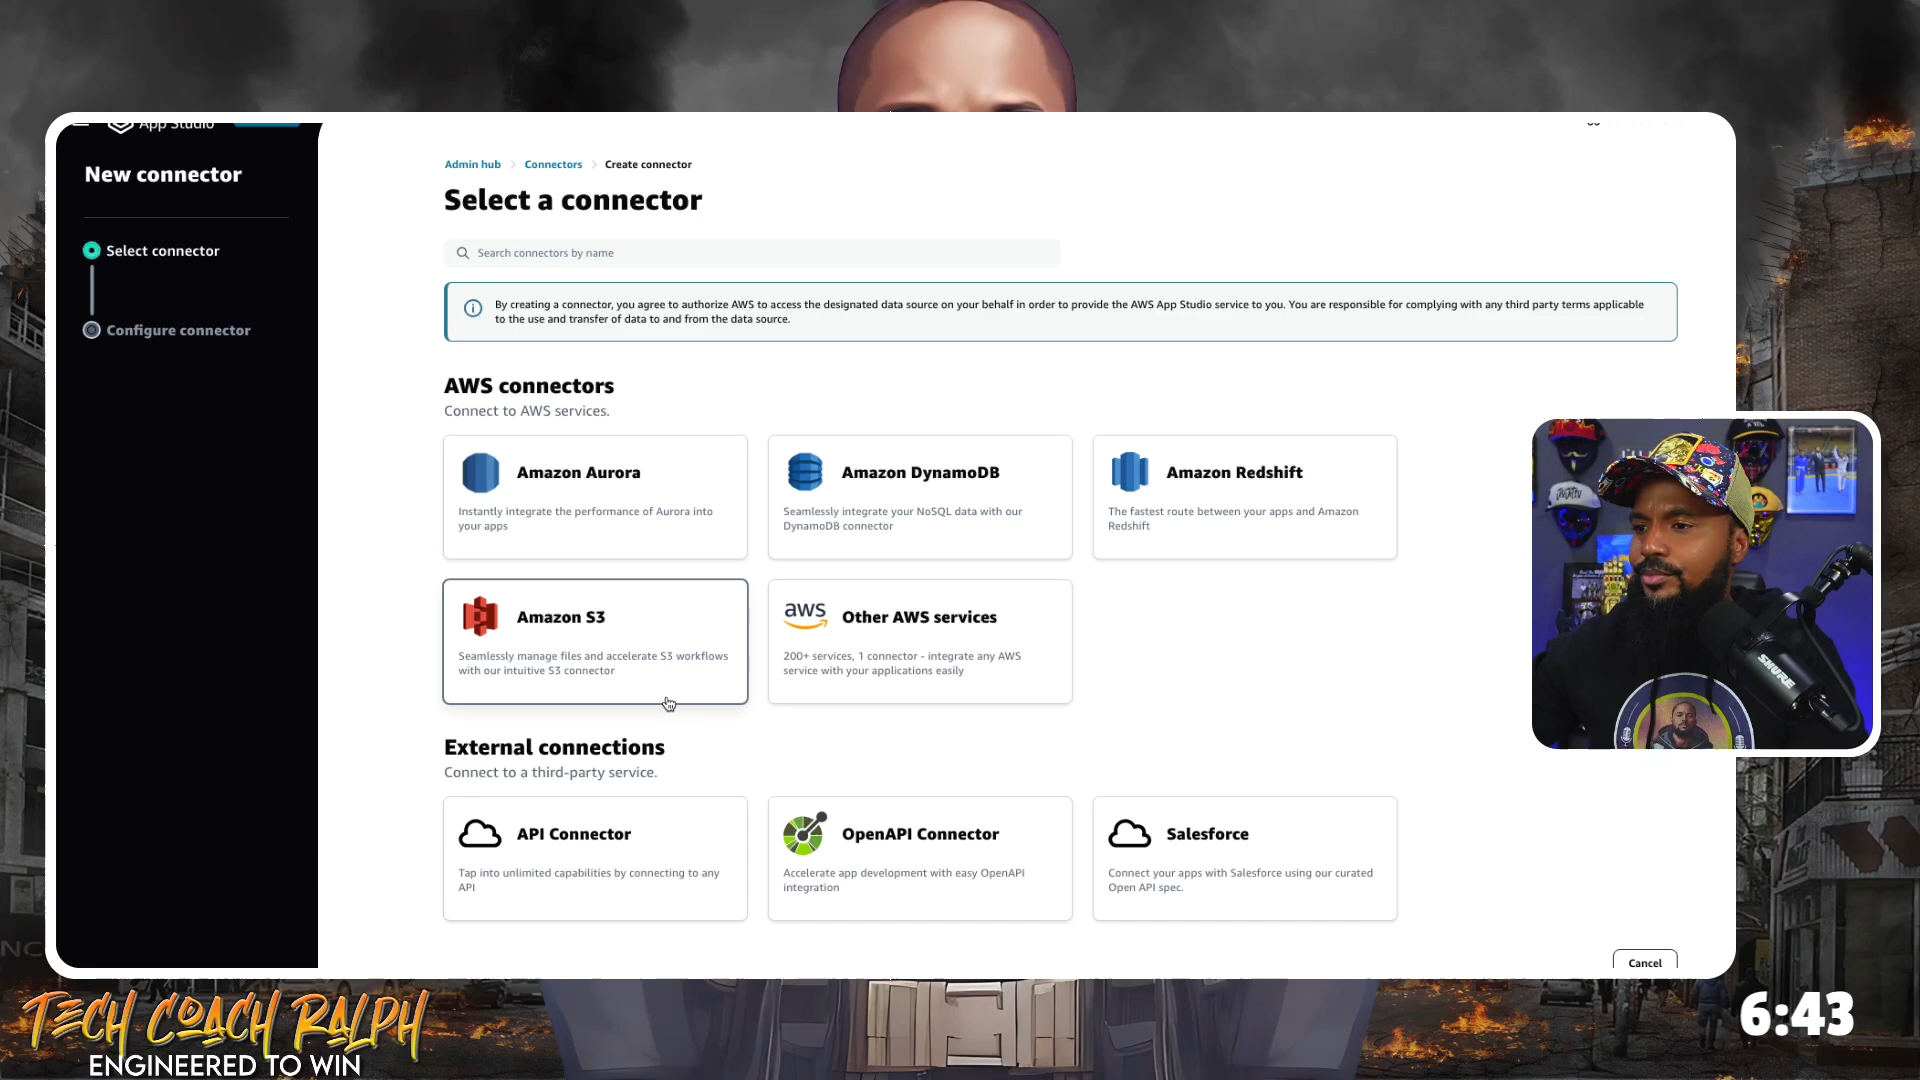 App Studio
New connector
Select connector
Configure connector
Admin hub
Connectors
Create connector
Select a connector
Search connectors by name
By creating a connector, you agree to authorize AWS to access the designated data source on your behalf in order to provide the AWS App Studio service to you. You are responsible for complying with any third party terms applicable
to the use and transfer of data to and from the data source.
AWS connectors
Connect to AWS services.
Amazon Aurora
Instantly integrate the performance of Aurora into
your apps
Amazon DynamoDB
Seamlessly integrate your NoSQL data with our
DynamoDB connector
Amazon Redshift
The fastest route between your apps and Amazon
Redshift
Amazon S3
Seamlessly manage files and accelerate S3 workflows
with our intuitive S3 connector
aws
Other AWS services
200+ services, 1 connector - integrate any AWS
service with your applications easily
External connections
Connect to a third-party service.
API Connector
Tap into unlimited capabilities by connecting to any
API
OpenAPI Connector
Accelerate app development with easy OpenAPI
integration
Salesforce
Connect your apps with Salesforce using our curated
Open API spec.
Cancel
SHURE
TECH COACH RALPH
ENGINEERED TO WIN
6:43